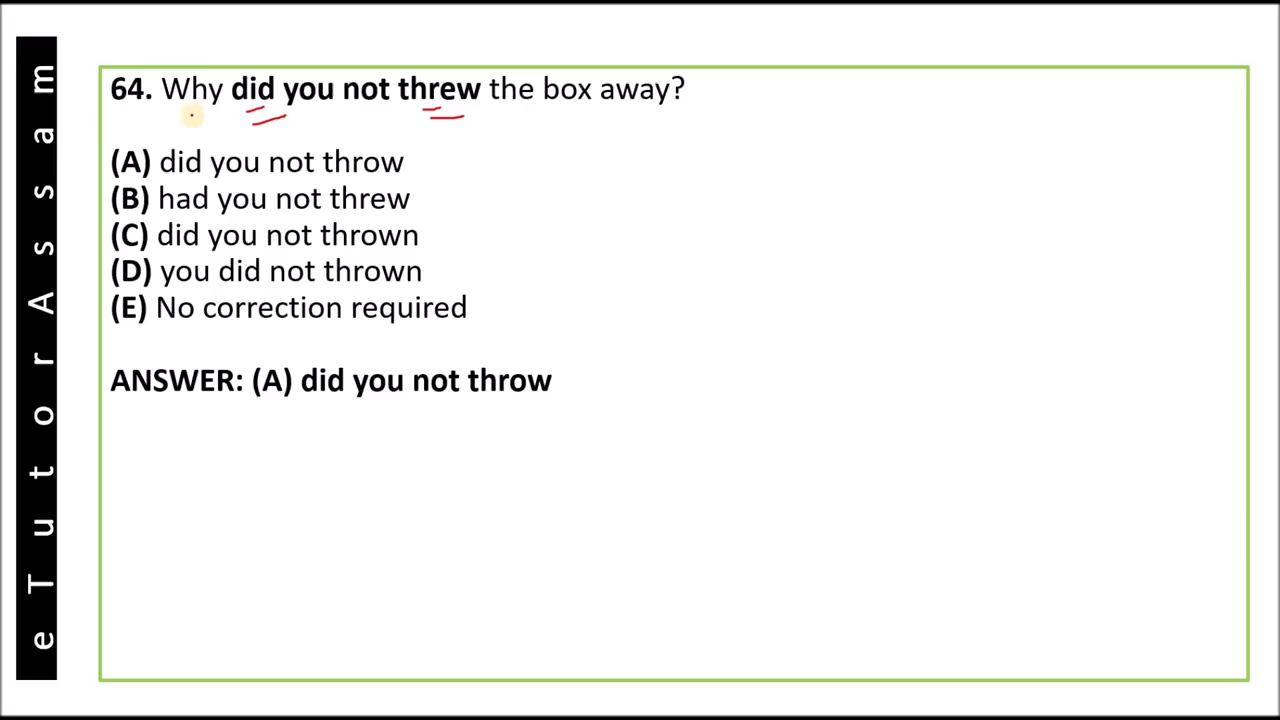 eTutorAssam
64. Why did you not threw the box away?
(A) did you not throw
(B) had you not threw
(C) did you not thrown
(D) you did not thrown
(E) No correction required
ANSWER: (A) did you not throw